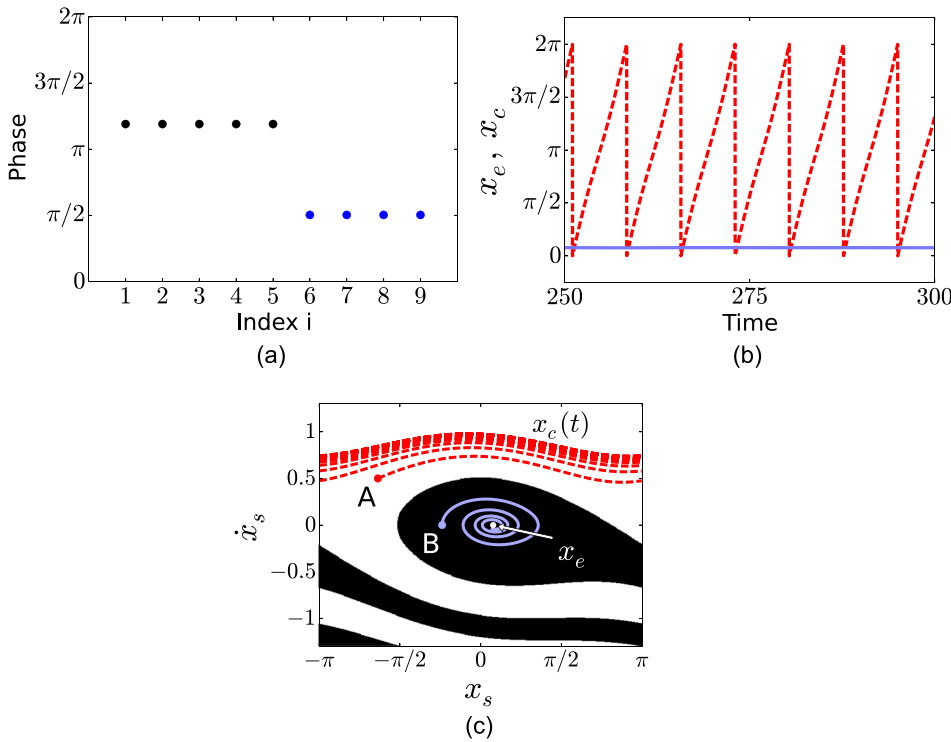 2π
3π/2
π
π/2
0
Phase
1 2 3 4 5 6 7 8 9
Index i
(a)
2π
3π/2
π
π/2
0
x_e, x_c
250 275 300
Time
(b)
x_c(t)
1
0.5
0
−0.5
−1
ẋ_s
A
B
x_e
−π −π/2 0 π/2 π
x_s
(c)